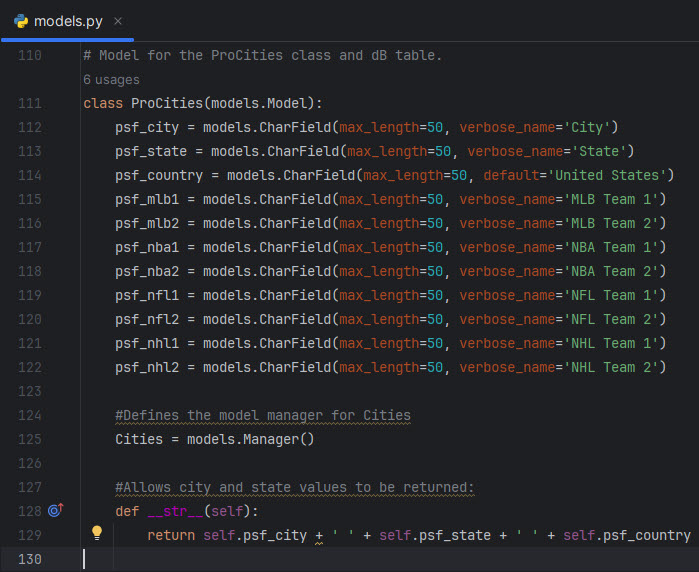 models.py ×
110 # Model for the ProCities class and dB table.
6 usages
111 class ProCities(models.Model):
112     psf_city = models.CharField(max_length=50, verbose_name='City')
113     psf_state = models.CharField(max_length=50, verbose_name='State')
114     psf_country = models.CharField(max_length=50, default='United States')
115     psf_mlb1 = models.CharField(max_length=50, verbose_name='MLB Team 1')
116     psf_mlb2 = models.CharField(max_length=50, verbose_name='MLB Team 2')
117     psf_nba1 = models.CharField(max_length=50, verbose_name='NBA Team 1')
118     psf_nba2 = models.CharField(max_length=50, verbose_name='NBA Team 2')
119     psf_nfl1 = models.CharField(max_length=50, verbose_name='NFL Team 1')
120     psf_nfl2 = models.CharField(max_length=50, verbose_name='NFL Team 2')
121     psf_nhl1 = models.CharField(max_length=50, verbose_name='NHL Team 1')
122     psf_nhl2 = models.CharField(max_length=50, verbose_name='NHL Team 2')
123
124     #Defines the model manager for Cities
125     Cities = models.Manager()
126
127     #Allows city and state values to be returned:
128     def __str__(self):
129         return self.psf_city + ' ' + self.psf_state + ' ' + self.psf_country
130